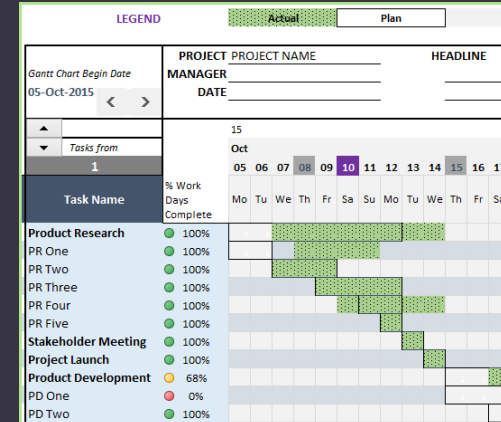 LEGEND Actual Plan
PROJECT PROJECT NAME HEADLINE
Gantt Chart Begin Date MANAGER
05-Oct-2015 DATE
< >
15
Tasks from Oct
1 05 06 07 08 09 10 11 12 13 14 15 16
Task Name % Work Days Complete Mo Tu We Th Fr Sa Su Mo Tu We Th Fr
Product Research 100%
PR One 100%
PR Two 100%
PR Three 100%
PR Four 100%
PR Five 100%
Stakeholder Meeting 100%
Project Launch 100%
Product Development 68%
PD One 0%
PD Two 100%